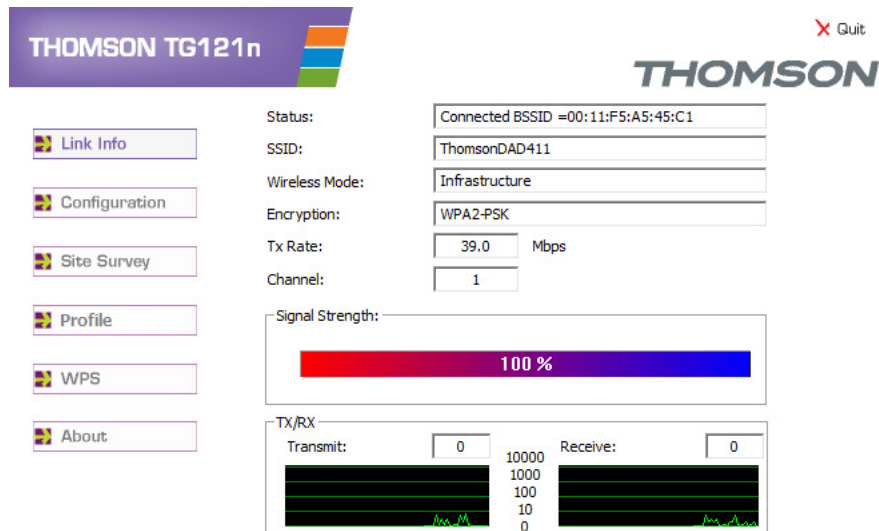 THOMSON TG121n
Quit
THOMSON
Link Info
Configuration
Site Survey
Profile
WPS
About
Status: Connected BSSID =00:11:F5:A5:45:C1
SSID: ThomsonDAD411
Wireless Mode: Infrastructure
Encryption: WPA2-PSK
Tx Rate: 39.0 Mbps
Channel: 1
Signal Strength:
100 %
TX/RX
Transmit: 0
Receive: 0
10000
1000
100
10
0